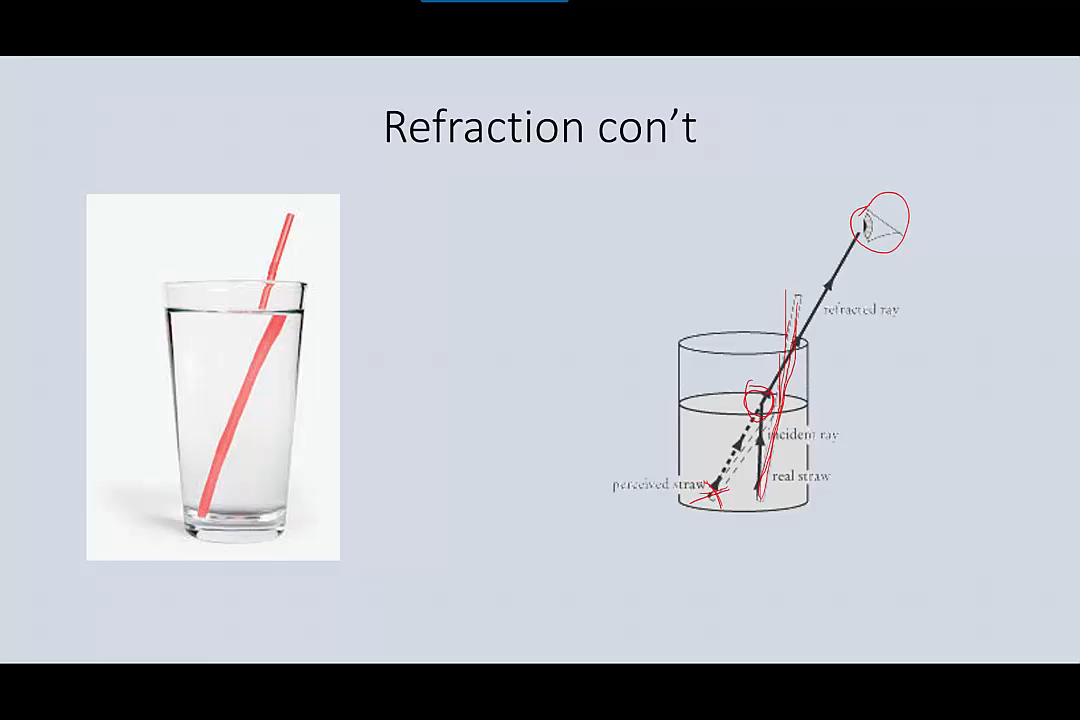 Refraction con’t
refracted ray
incident ray
perceived straw
real straw